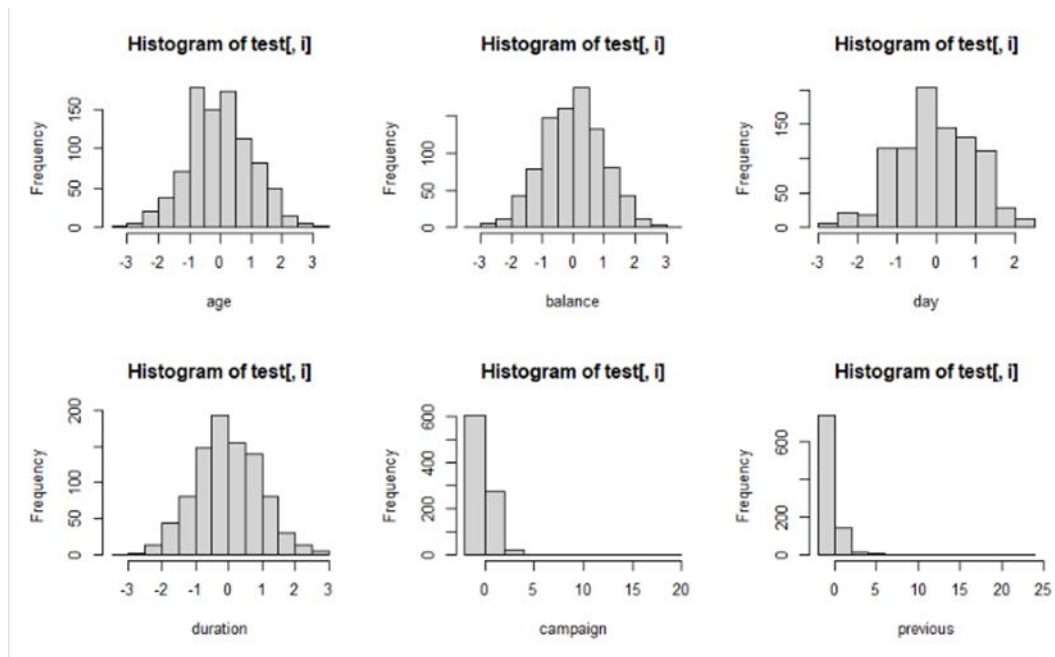 Histogram of test[, i]
Histogram of test[, i]
Histogram of test[, i]
Frequency
0 50 100 150
-3 -2 -1 0 1 2 3
age
Frequency
0 50 100
-3 -2 -1 0 1 2 3
balance
Frequency
0 50 150
-3 -1 0 1 2
day
Histogram of test[, i]
Histogram of test[, i]
Histogram of test[, i]
Frequency
0 50 100 200
-3 -2 -1 0 1 2 3
duration
Frequency
0 200 400 600
0 5 10 15 20
campaign
Frequency
0 200 600
0 5 10 15 20 25
previous